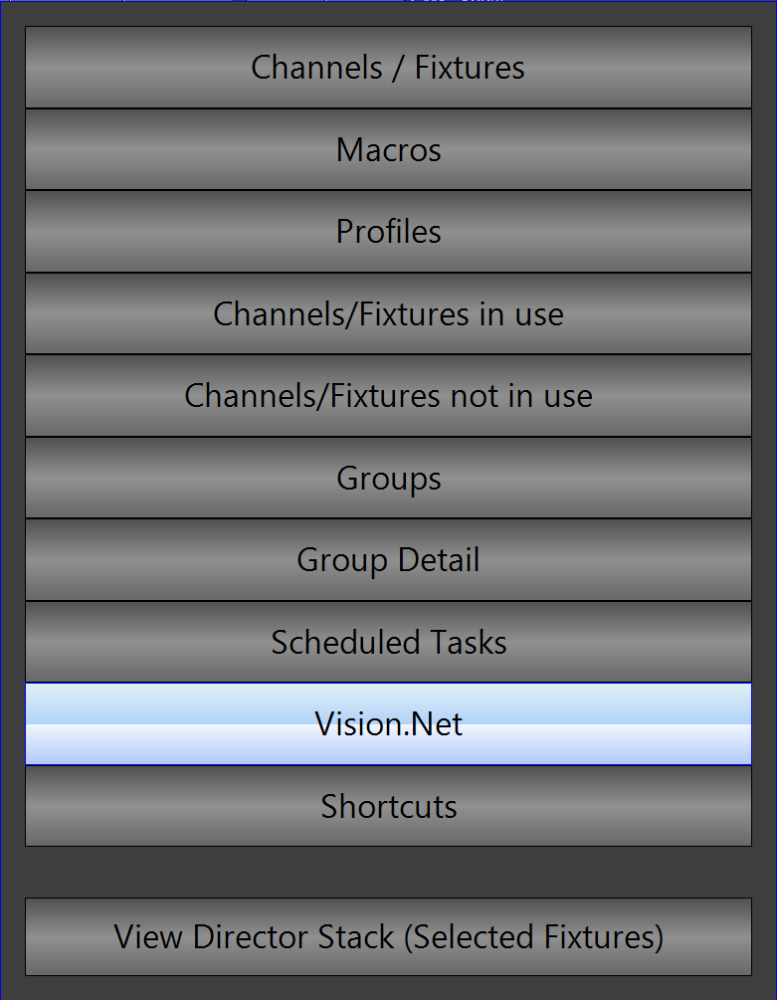 Channels / Fixtures
Macros
Profiles
Channels/Fixtures in use
Channels/Fixtures not in use
Groups
Group Detail
Scheduled Tasks
Vision.Net
Shortcuts
View Director Stack (Selected Fixtures)